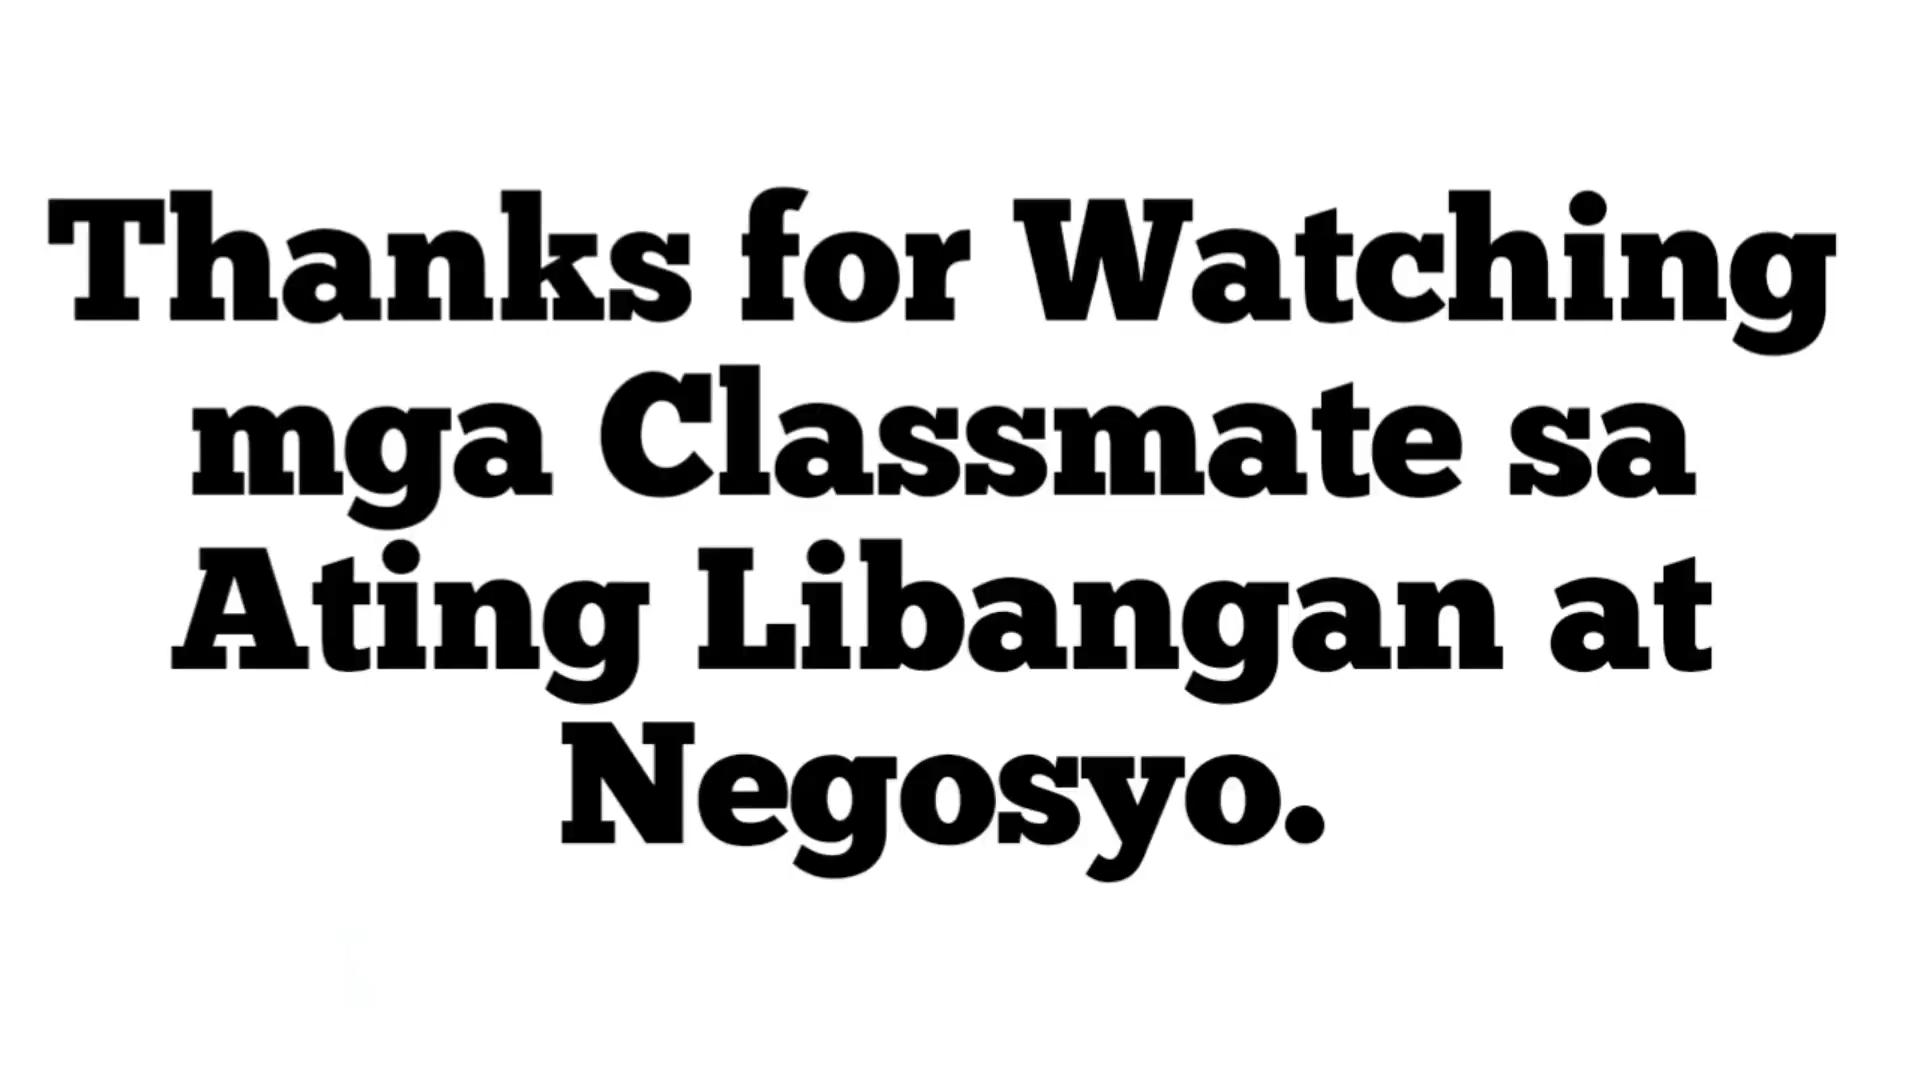 Thanks for Watching
mga Classmate sa
Ating Libangan at
Negosyo.